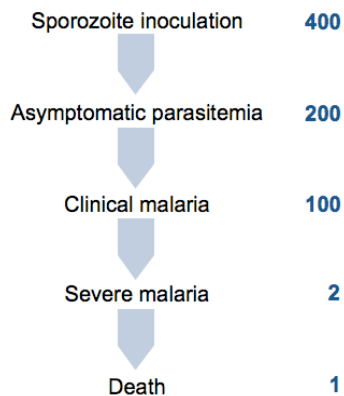 Sporozoite inoculation 400
Asymptomatic parasitemia 200
Clinical malaria 100
Severe malaria 2
Death 1